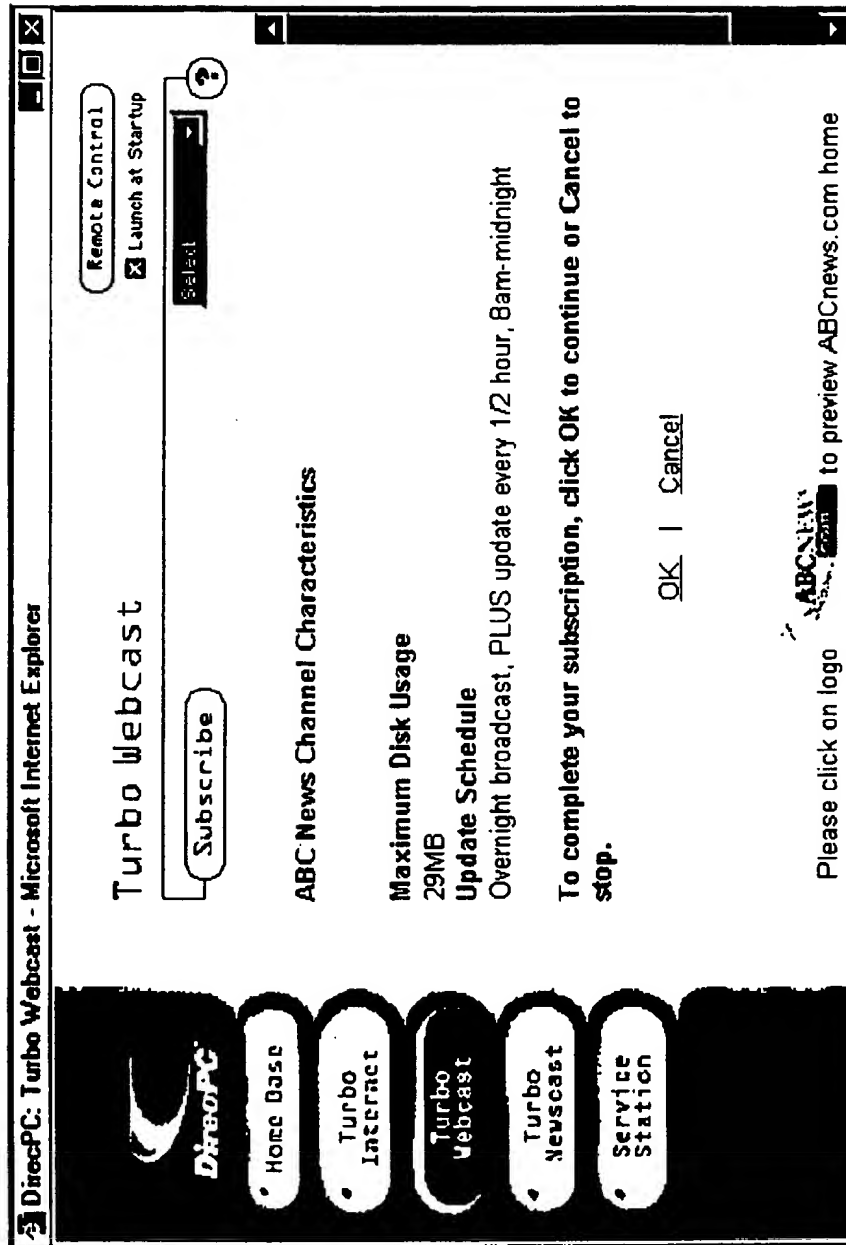 DirecPC: Turbo Webcast - Microsoft Internet Explorer
DirecPC
Home Base
Turbo
Internet
Turbo
Webcast
Turbo
Newscast
Service
Station
Turbo Webcast
Remote Control
Launch at Startup
Subscribe
Select
?
ABC News Channel Characteristics
Maximum Disk Usage
29MB
Update Schedule
Overnight broadcast, PLUS update every 1/2 hour, 8am-midnight
To complete your subscription, click OK to continue or Cancel to
stop.
OK | Cancel
Please click on logo ABCNEWS .com to preview ABCnews.com home